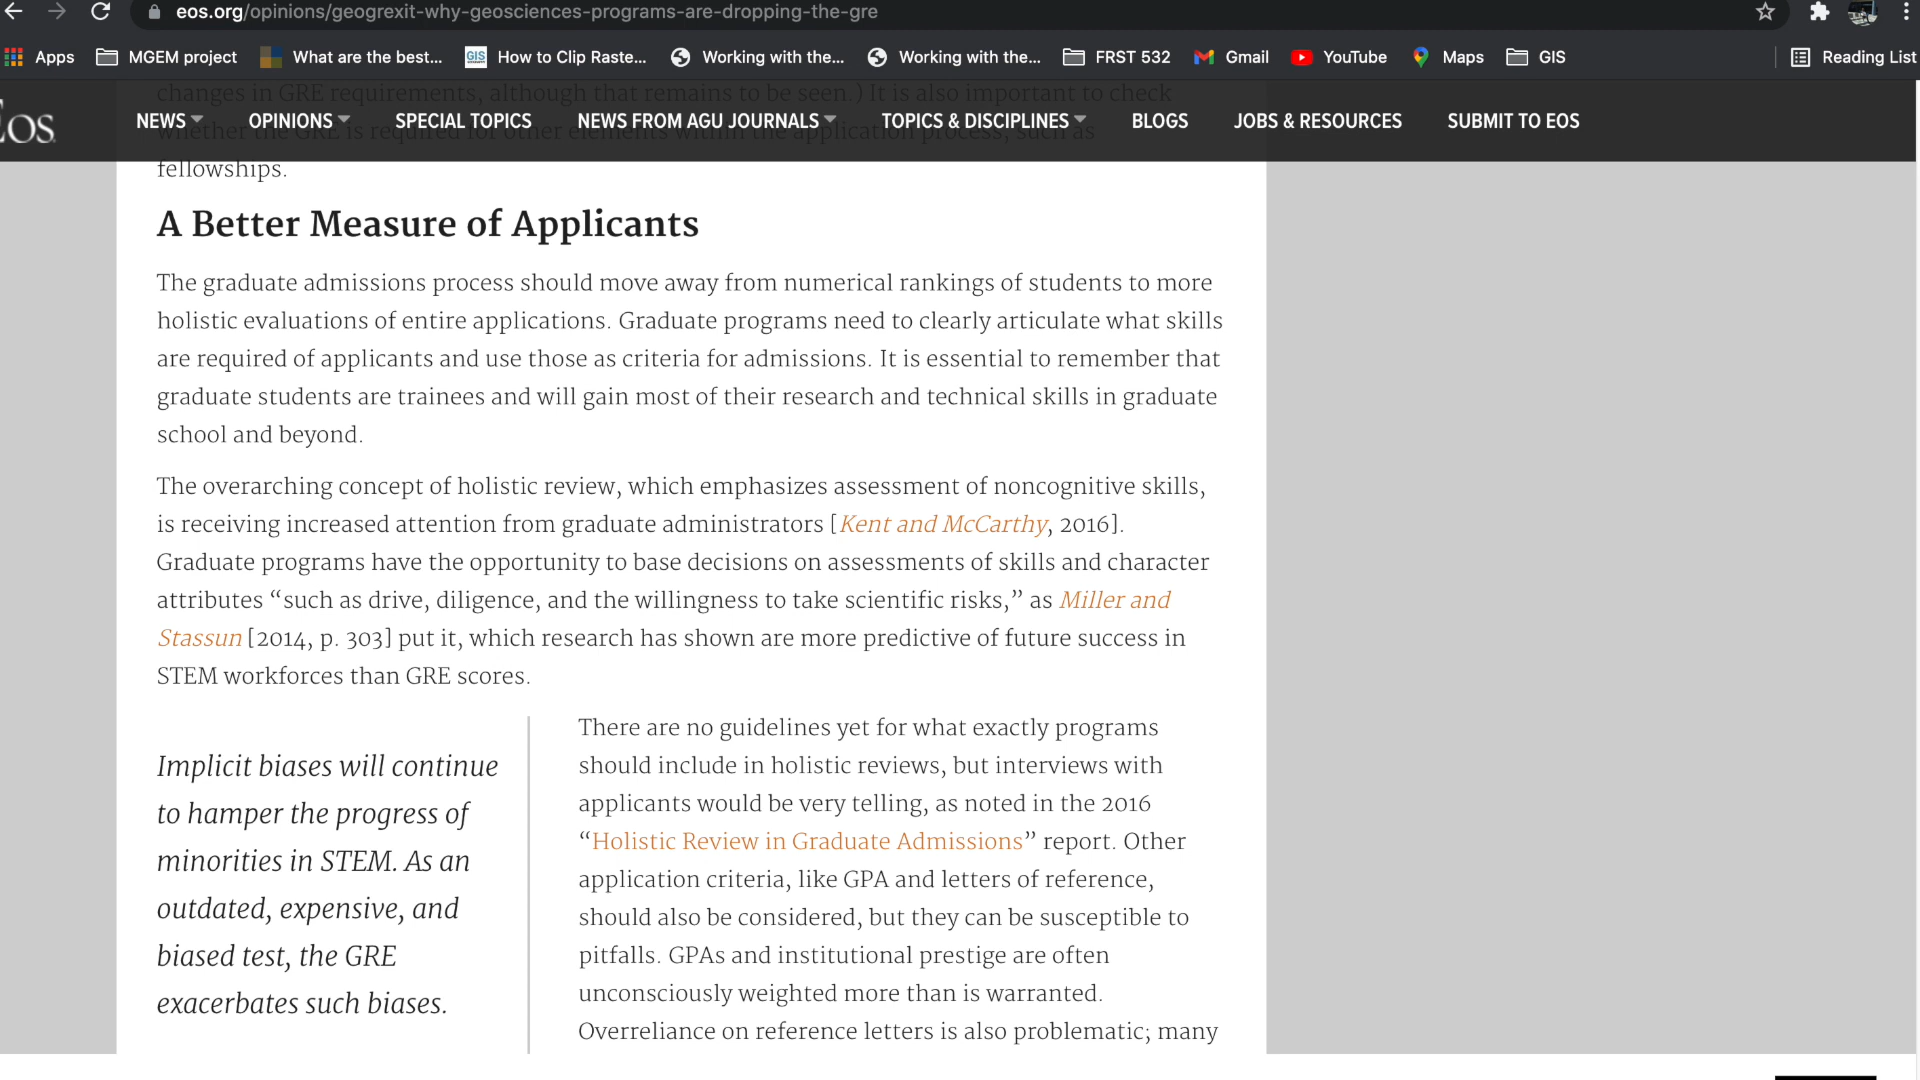 eos.org/opinions/geogrexit-why-geosciences-programs-are-dropping-the-gre
Apps MGEM project What are the best... GIS How to Clip Raste... Working with the... Working with the... FRST 532 Gmail YouTube Maps GIS Reading List
changes in GRE requirements, although that remains to be seen.) It is also important to check
Eos NEWS OPINIONS SPECIAL TOPICS NEWS FROM AGU JOURNALS TOPICS & DISCIPLINES BLOGS JOBS & RESOURCES SUBMIT TO EOS
whether the GRE is required for other elements within the application process, such as
fellowships.
A Better Measure of Applicants
The graduate admissions process should move away from numerical rankings of students to more
holistic evaluations of entire applications. Graduate programs need to clearly articulate what skills
are required of applicants and use those as criteria for admissions. It is essential to remember that
graduate students are trainees and will gain most of their research and technical skills in graduate
school and beyond.
The overarching concept of holistic review, which emphasizes assessment of noncognitive skills,
is receiving increased attention from graduate administrators [Kent and McCarthy, 2016].
Graduate programs have the opportunity to base decisions on assessments of skills and character
attributes “such as drive, diligence, and the willingness to take scientific risks,” as Miller and
Stassun [2014, p. 303] put it, which research has shown are more predictive of future success in
STEM workforces than GRE scores.
Implicit biases will continue
to hamper the progress of
minorities in STEM. As an
outdated, expensive, and
biased test, the GRE
exacerbates such biases.
There are no guidelines yet for what exactly programs
should include in holistic reviews, but interviews with
applicants would be very telling, as noted in the 2016
“Holistic Review in Graduate Admissions” report. Other
application criteria, like GPA and letters of reference,
should also be considered, but they can be susceptible to
pitfalls. GPAs and institutional prestige are often
unconsciously weighted more than is warranted.
Overreliance on reference letters is also problematic; many